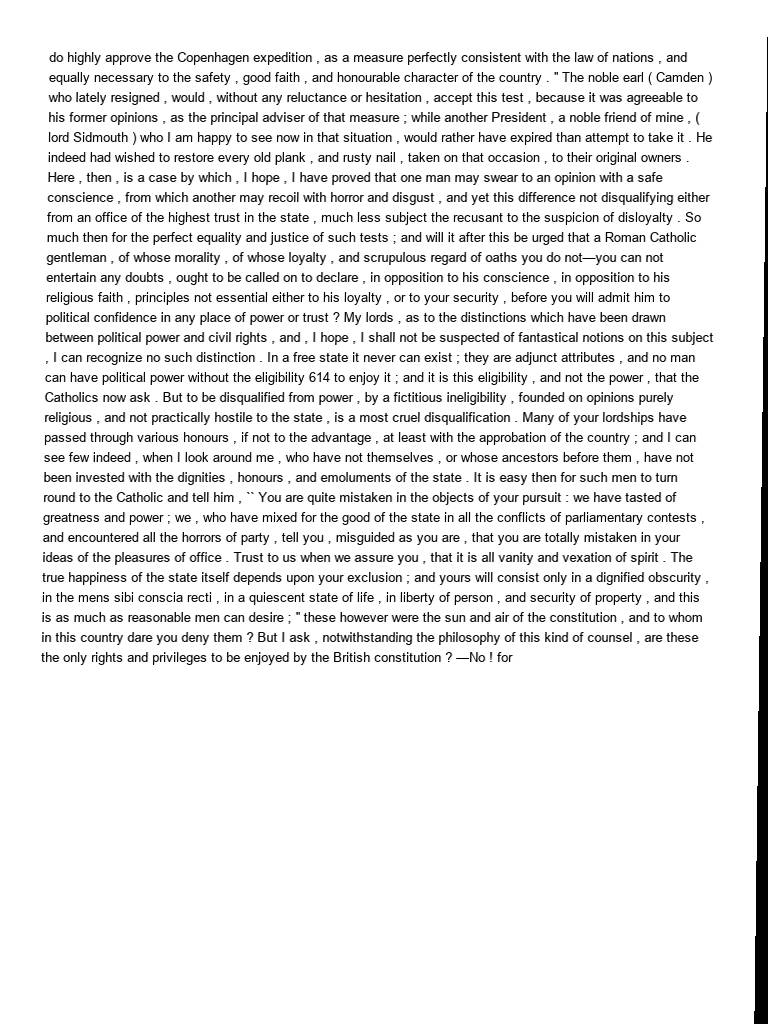 do highly approve the Copenhagen expedition , as a measure perfectly consistent with the law of nations , and
equally necessary to the safety , good faith , and honourable character of the country . " The noble earl ( Camden )
who lately resigned , would , without any reluctance or hesitation , accept this test , because it was agreeable to
his former opinions , as the principal adviser of that measure ; while another President , a noble friend of mine , (
lord Sidmouth ) who I am happy to see now in that situation , would rather have expired than attempt to take it . He
indeed had wished to restore every old plank , and rusty nail , taken on that occasion , to their original owners .
Here , then , is a case by which , I hope , I have proved that one man may swear to an opinion with a safe
conscience , from which another may recoil with horror and disgust , and yet this difference not disqualifying either
from an office of the highest trust in the state , much less subject the recusant to the suspicion of disloyalty . So
much then for the perfect equality and justice of such tests ; and will it after this be urged that a Roman Catholic
gentleman , of whose morality , of whose loyalty , and scrupulous regard of oaths you do not—you can not
entertain any doubts , ought to be called on to declare , in opposition to his conscience , in opposition to his
religious faith , principles not essential either to his loyalty , or to your security , before you will admit him to
political confidence in any place of power or trust ? My lords , as to the distinctions which have been drawn
between political power and civil rights , and , I hope , I shall not be suspected of fantastical notions on this subject
, I can recognize no such distinction . In a free state it never can exist ; they are adjunct attributes , and no man
can have political power without the eligibility 614 to enjoy it ; and it is this eligibility , and not the power , that the
Catholics now ask . But to be disqualified from power , by a fictitious ineligibility , founded on opinions purely
religious , and not practically hostile to the state , is a most cruel disqualification . Many of your lordships have
passed through various honours , if not to the advantage , at least with the approbation of the country ; and I can
see few indeed , when I look around me , who have not themselves , or whose ancestors before them , have not
been invested with the dignities , honours , and emoluments of the state . It is easy then for such men to turn
round to the Catholic and tell him , `` You are quite mistaken in the objects of your pursuit : we have tasted of
greatness and power ; we , who have mixed for the good of the state in all the conflicts of parliamentary contests ,
and encountered all the horrors of party , tell you , misguided as you are , that you are totally mistaken in your
ideas of the pleasures of office . Trust to us when we assure you , that it is all vanity and vexation of spirit . The
true happiness of the state itself depends upon your exclusion ; and yours will consist only in a dignified obscurity ,
in the mens sibi conscia recti , in a quiescent state of life , in liberty of person , and security of property , and this
is as much as reasonable men can desire ; " these however were the sun and air of the constitution , and to whom
in this country dare you deny them ? But I ask , notwithstanding the philosophy of this kind of counsel , are these
the only rights and privileges to be enjoyed by the British constitution ? —No ! for